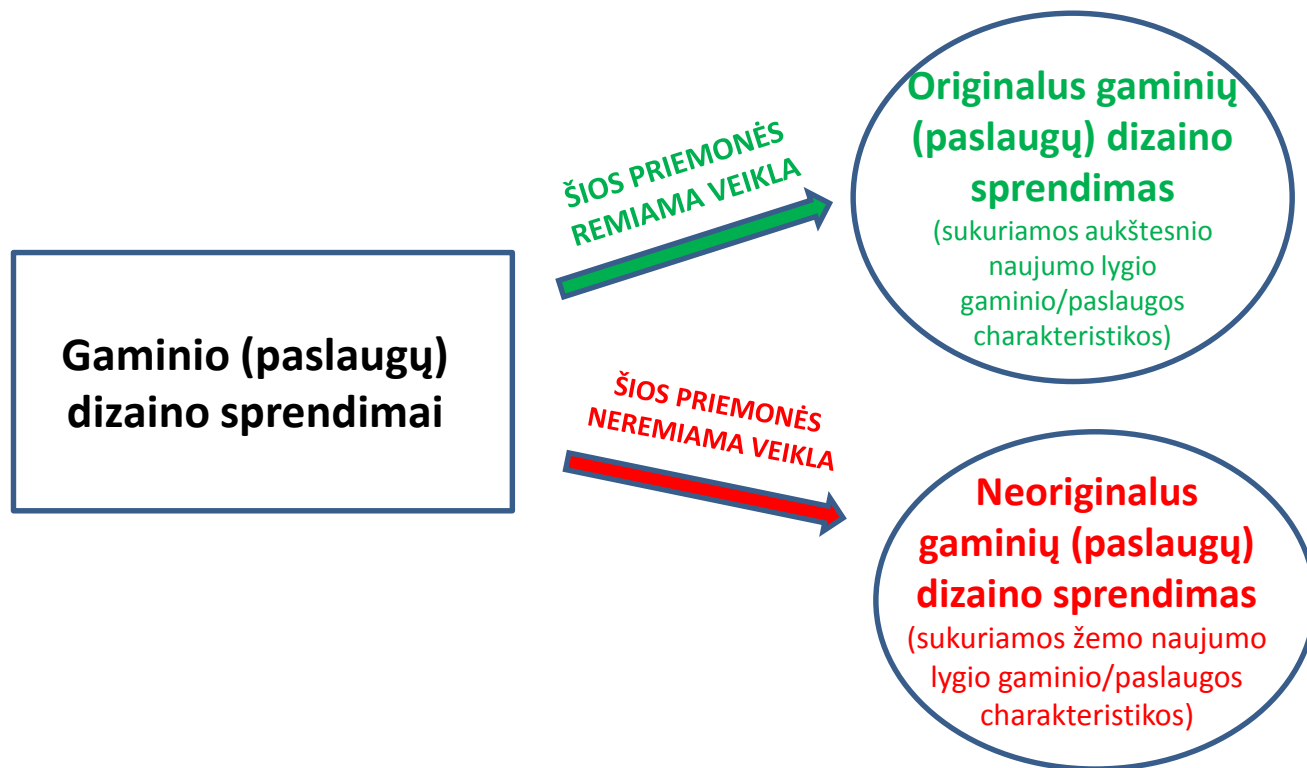 Gaminio (paslaugų)
dizaino sprendimai
ŠIOS PRIEMONĖS
REMIAMA VEIKLA
Originalus gaminių
(paslaugų) dizaino
sprendimas
(sukuriamos aukštesnio
naujumo lygio
gaminio/paslaugos
charakteristikos)
ŠIOS PRIEMONĖS
NEREMIAMA VEIKLA
Neoriginalus
gaminių (paslaugų)
dizaino sprendimas
(sukuriamos žemo naujumo
lygio gaminio/paslaugos
charakteristikos)